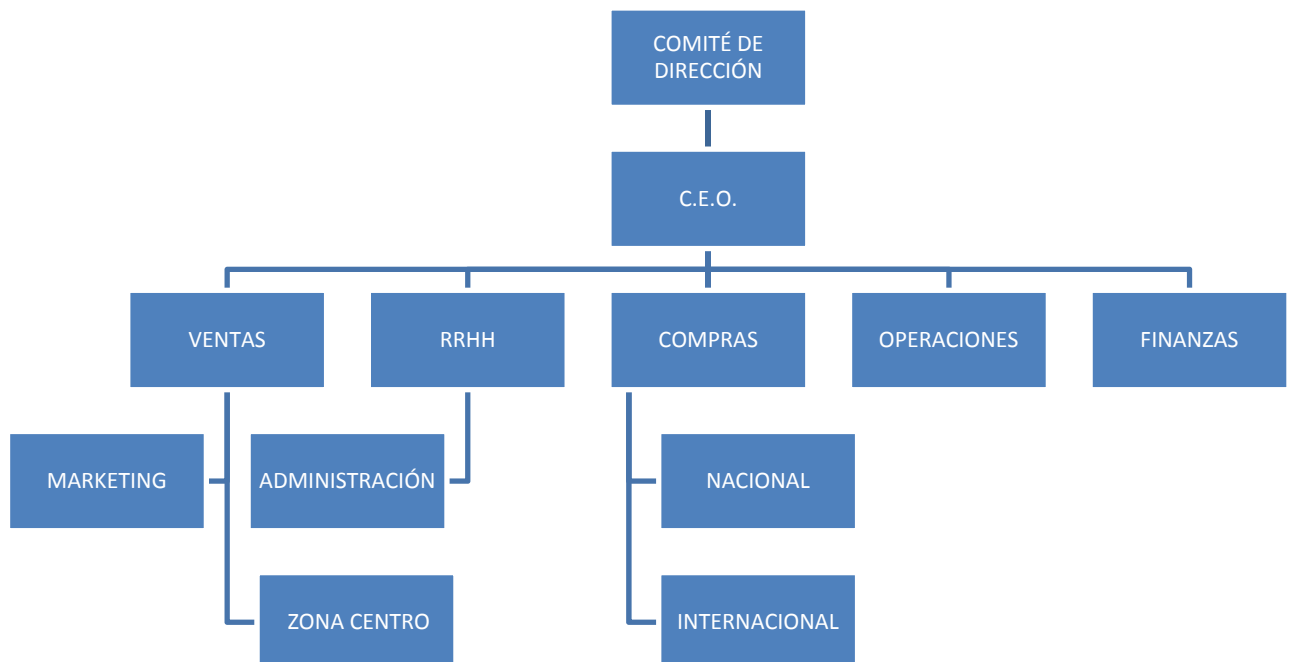 COMITÉ DE
DIRECCIÓN
C.E.O.
VENTAS
RRHH
COMPRAS
OPERACIONES
FINANZAS
MARKETING
ADMINISTRACIÓN
NACIONAL
ZONA CENTRO
INTERNACIONAL